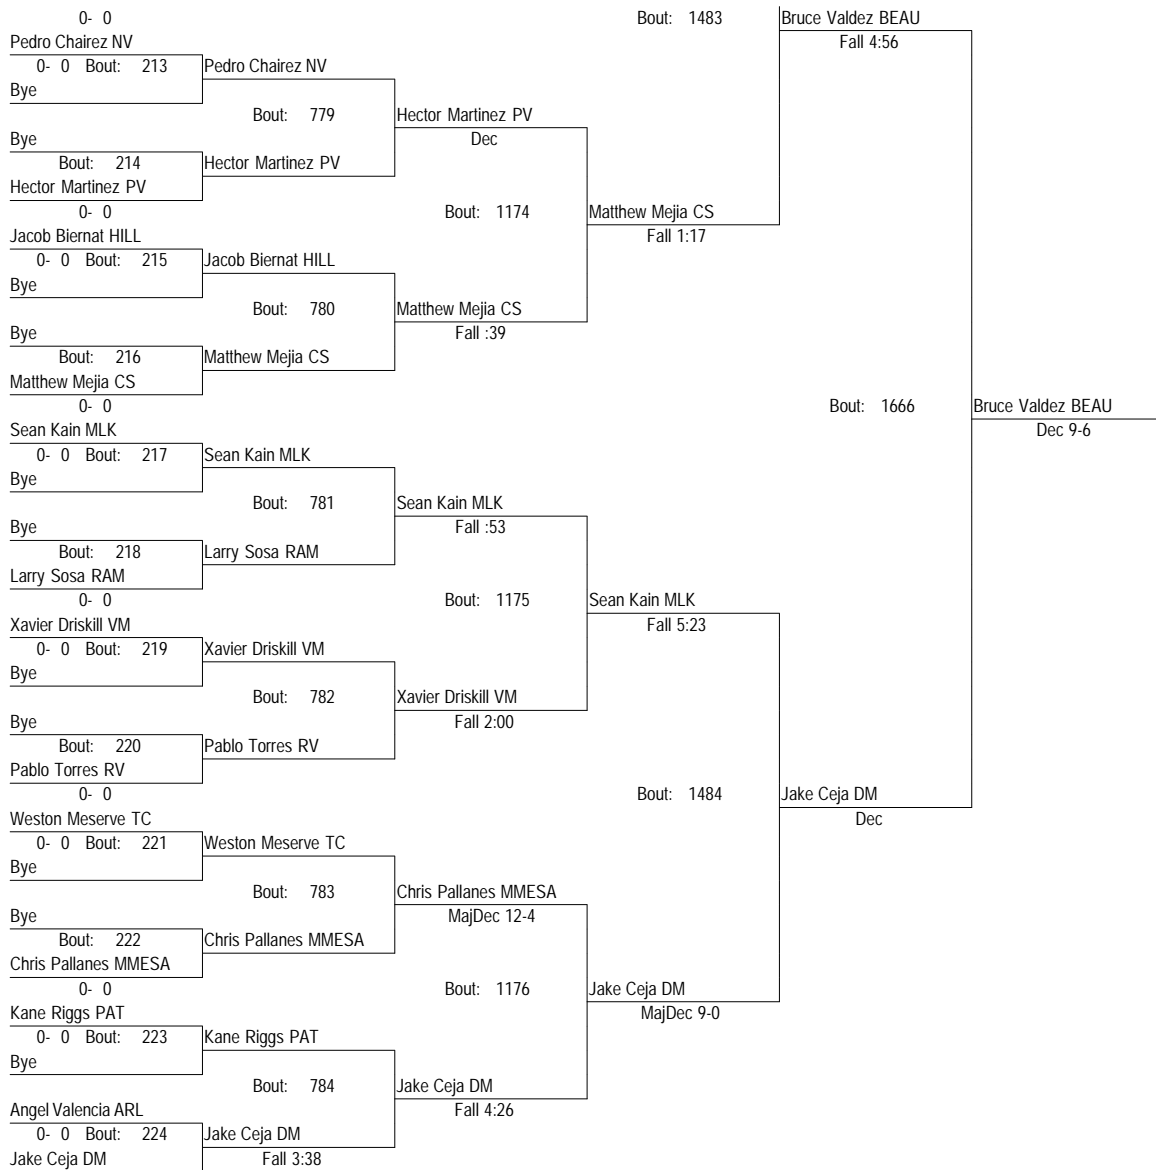 0- 0 Bout: 1483 Bruce Valdez BEAU
Pedro Chairez NV Fall 4:56
0- 0 Bout: 213 Pedro Chairez NV
Bye
Bout: 779 Hector Martinez PV
Bye Dec
Bout: 214 Hector Martinez PV
Hector Martinez PV
0- 0 Bout: 1174 Matthew Mejia CS
Jacob Biernat HILL Fall 1:17
0- 0 Bout: 215 Jacob Biernat HILL
Bye
Bout: 780 Matthew Mejia CS
Bye Fall :39
Bout: 216 Matthew Mejia CS
Matthew Mejia CS
0- 0 Bout: 1666 Bruce Valdez BEAU
Sean Kain MLK Dec 9-6
0- 0 Bout: 217 Sean Kain MLK
Bye
Bout: 781 Sean Kain MLK
Bye Fall :53
Bout: 218 Larry Sosa RAM
Larry Sosa RAM
0- 0 Bout: 1175 Sean Kain MLK
Xavier Driskill VM Fall 5:23
0- 0 Bout: 219 Xavier Driskill VM
Bye
Bout: 782 Xavier Driskill VM
Bye Fall 2:00
Bout: 220 Pablo Torres RV
Pablo Torres RV
0- 0 Bout: 1484 Jake Ceja DM
Weston Meserve TC Dec
0- 0 Bout: 221 Weston Meserve TC
Bye
Bout: 783 Chris Pallanes MMESA
Bye MajDec 12-4
Bout: 222 Chris Pallanes MMESA
Chris Pallanes MMESA
0- 0 Bout: 1176 Jake Ceja DM
Kane Riggs PAT MajDec 9-0
0- 0 Bout: 223 Kane Riggs PAT
Bye
Bout: 784 Jake Ceja DM
Angel Valencia ARL Fall 4:26
0- 0 Bout: 224 Jake Ceja DM
Jake Ceja DM Fall 3:38